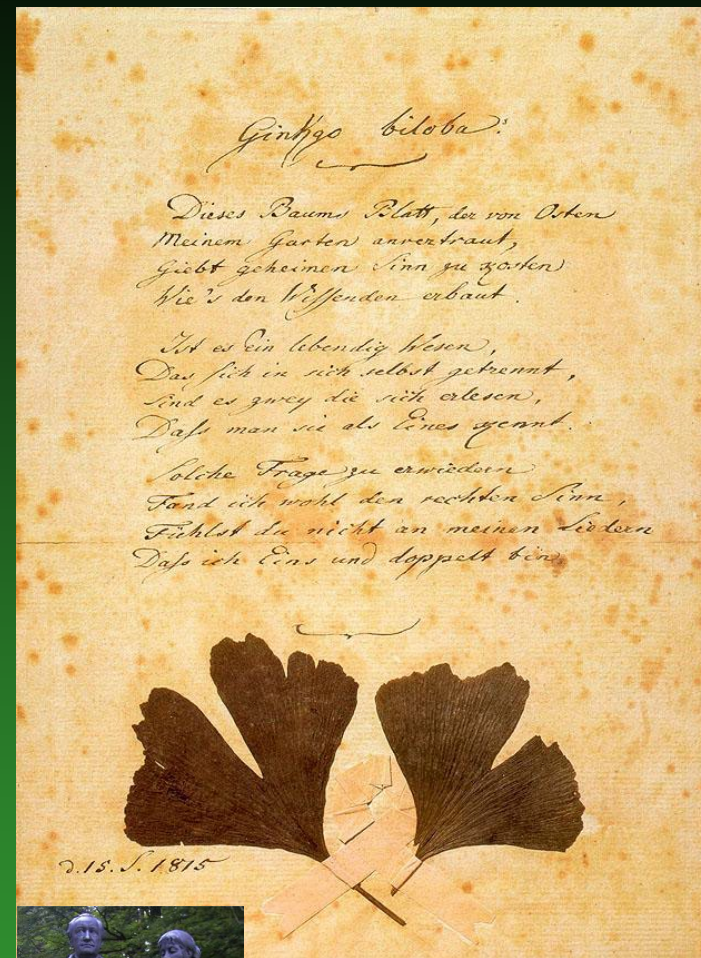 Ginkgo biloba.
Dieses Baums Blatt, der von Osten
Meinem Garten anvertraut,
Giebt geheimen Sinn zu kosten
Wie's den Wissenden erbaut.
Ist es Ein lebendig Wesen,
Das sich in sich selbst getrennt,
Sind es zwey die sich erlesen,
Dass man sie als Eines kennt.
Solche Frage zu erwiedern
Fand ich wohl den rechten Sinn,
Fühlst du nicht an meinen Liedern
Dass ich Eins und doppelt bin.
d. 15. S. 1815